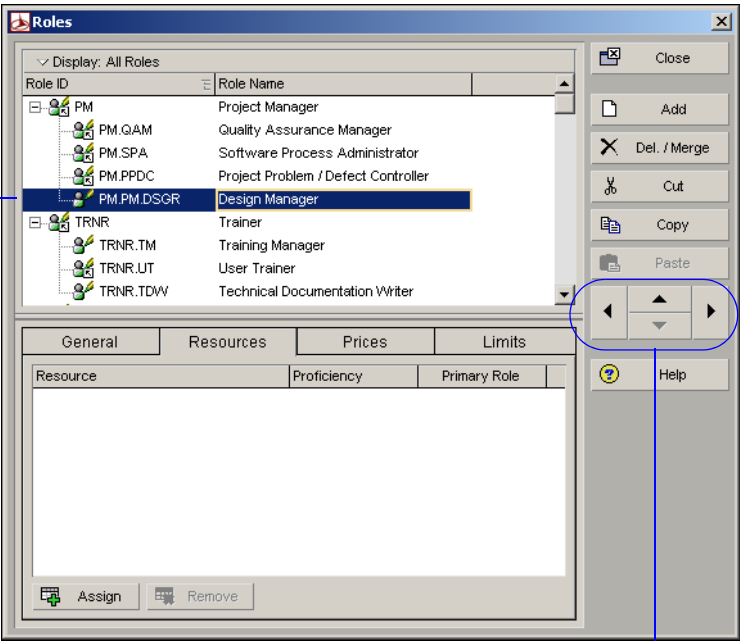 Roles
Display: All Roles
Role ID Role Name
PM Project Manager
PM.QAM Quality Assurance Manager
PM.SPA Software Process Administrator
PM.PPDC Project Problem / Defect Controller
PM.PM.DSGR Design Manager
TRNR Trainer
TRNR.TM Training Manager
TRNR.UT User Trainer
TRNR.TDW Technical Documentation Writer
Close
Add
Del. / Merge
Cut
Copy
Paste
Help
General Resources Prices Limits
Resource Proficiency Primary Role
Assign Remove